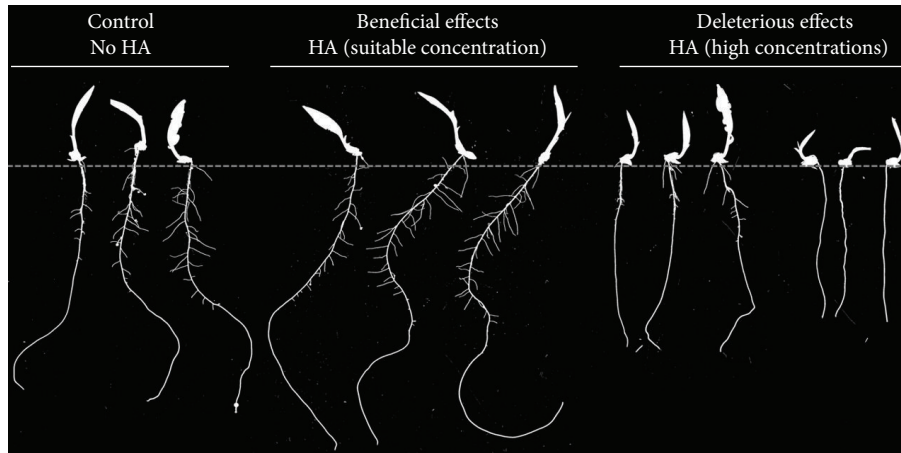 Control
No HA
Beneficial effects
HA (suitable concentration)
Deleterious effects
HA (high concentrations)